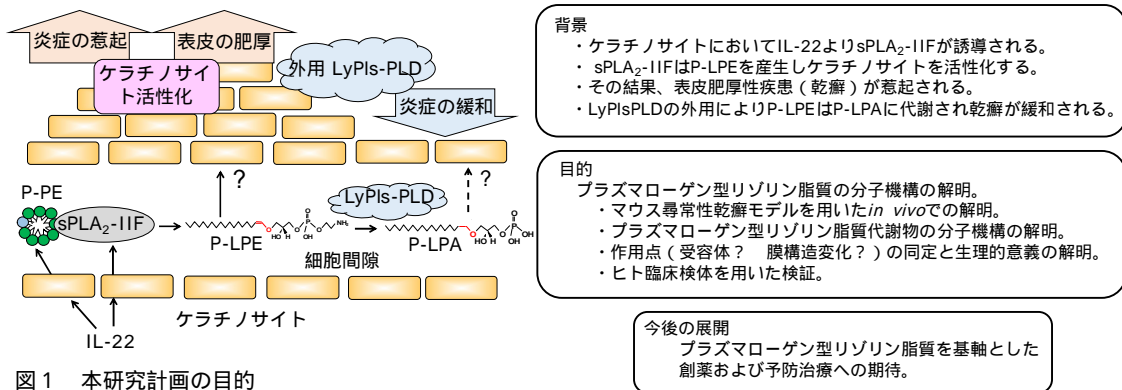 炎症の惹起
表皮の肥厚
外用 LyPls-PLD
ケラチノサイ
ト活性化
炎症の緩和
P-PE
?
?
sPLA2-IIF
LyPls-PLD
P-LPE
P-LPA
O
O
P
O
NH2
HO
H
OH
O
O
P
OH
HO
H
OH
細胞間隙
ケラチノサイト
IL-22
図1 本研究計画の目的
背景
・ケラチノサイトにおいてIL-22よりsPLA2-IIFが誘導される。
・ sPLA2-IIFはP-LPEを産生しケラチノサイトを活性化する。
・その結果、表皮肥厚性疾患（乾癬）が惹起される。
・LyPlsPLDの外用によりP-LPEはP-LPAに代謝され乾癬が緩和される。
目的
プラズマローゲン型リゾリン脂質の分子機構の解明。
・マウス尋常性乾癬モデルを用いたin vivoでの解明。
・プラズマローゲン型リゾリン脂質代謝物の分子機構の解明。
・作用点（受容体？ 膜構造変化？）の同定と生理的意義の解明。
・ヒト臨床検体を用いた検証。
今後の展開
プラズマローゲン型リゾリン脂質を基軸とした
創薬および予防治療への期待。